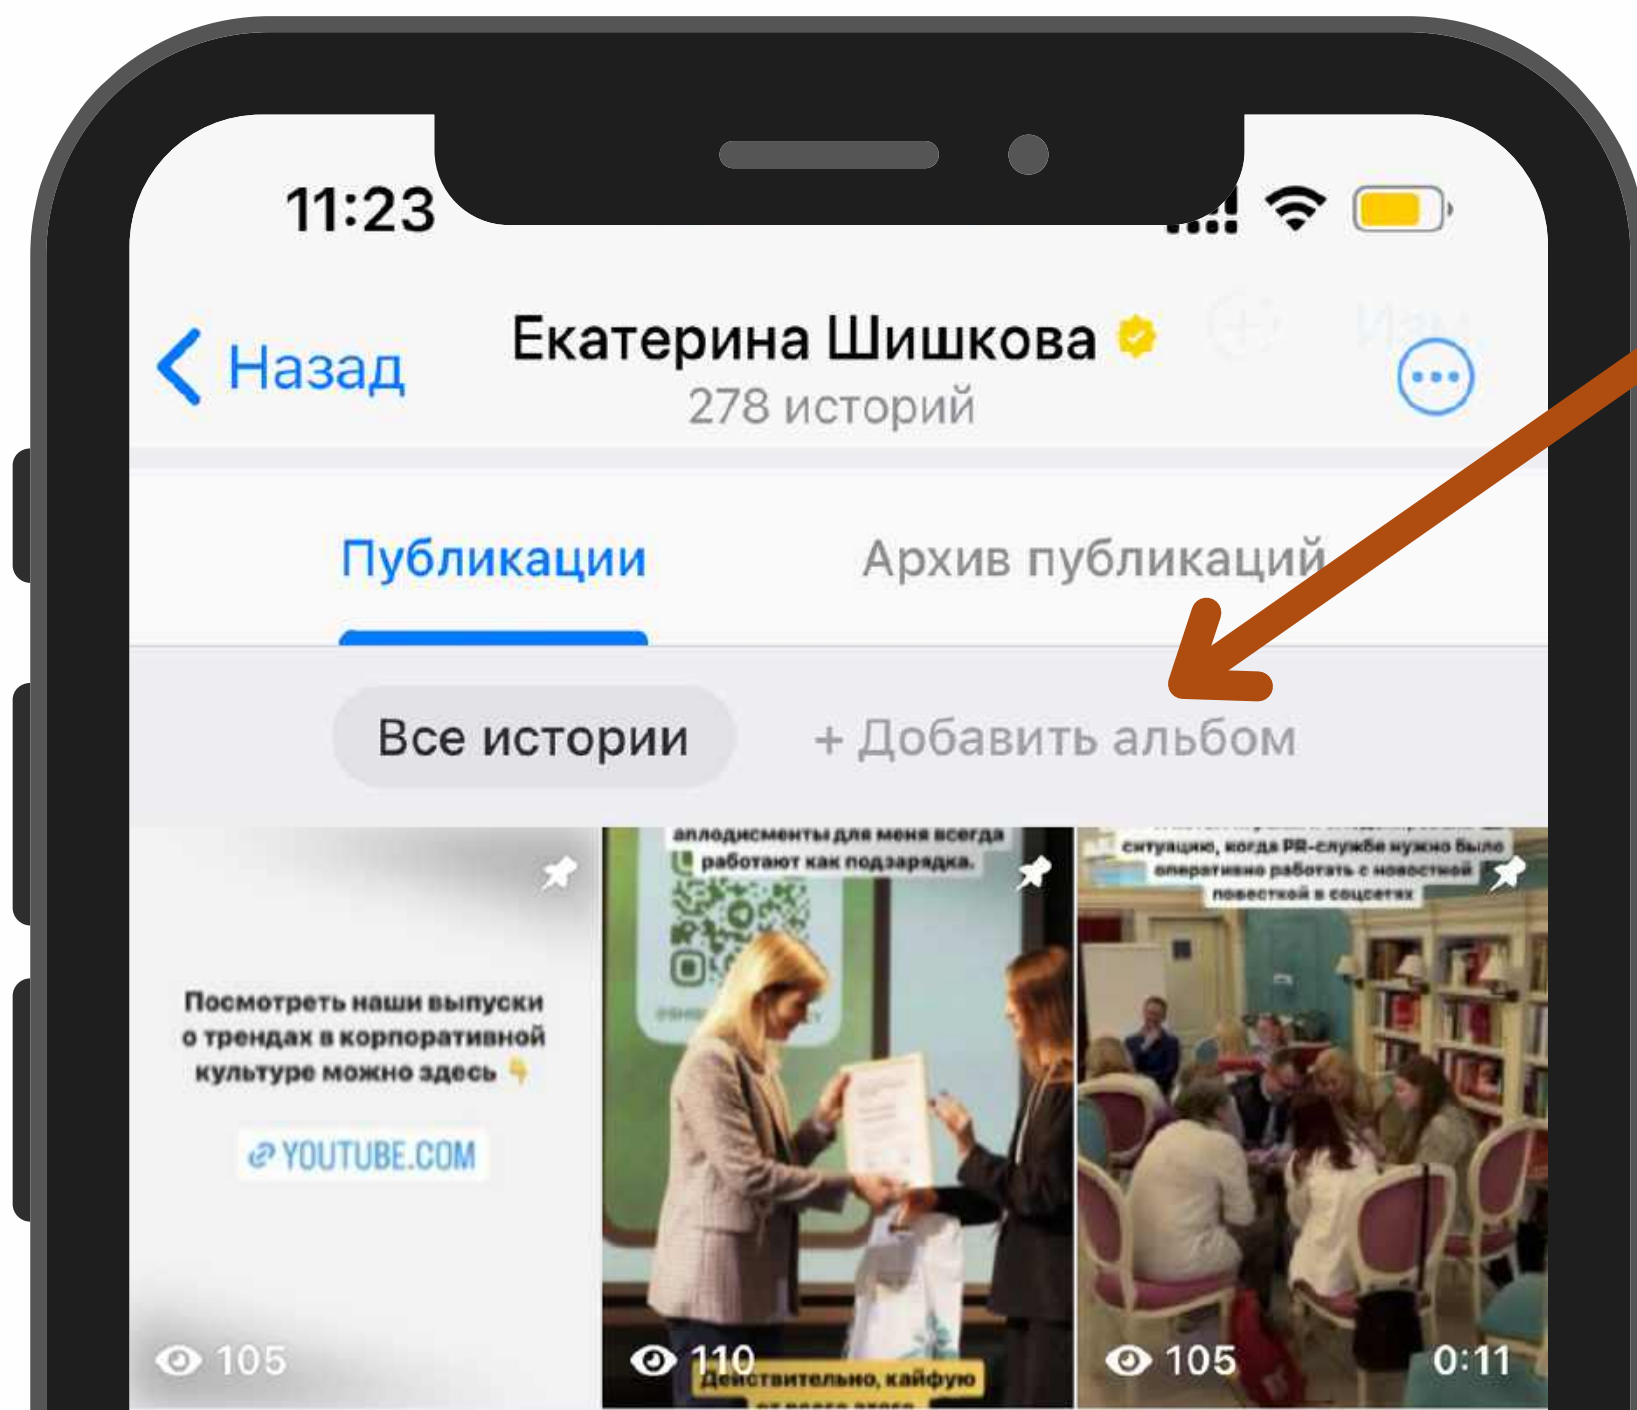 11:23
Назад
Екатерина Шишкова
278 историй
Публикации
Архив публикаций
Все истории
+ Добавить альбом
Посмотреть наши выпуски
о трендах в корпоративной
культуре можно здесь
YOUTUBE.COM
105
аплодисменты для меня всегда
работают как подзарядка.
110
Действительно, кайфую
ситуацию, когда PR-службе нужно было
оперативно работать с новостной
повесткой в соцсетях
105
0:11